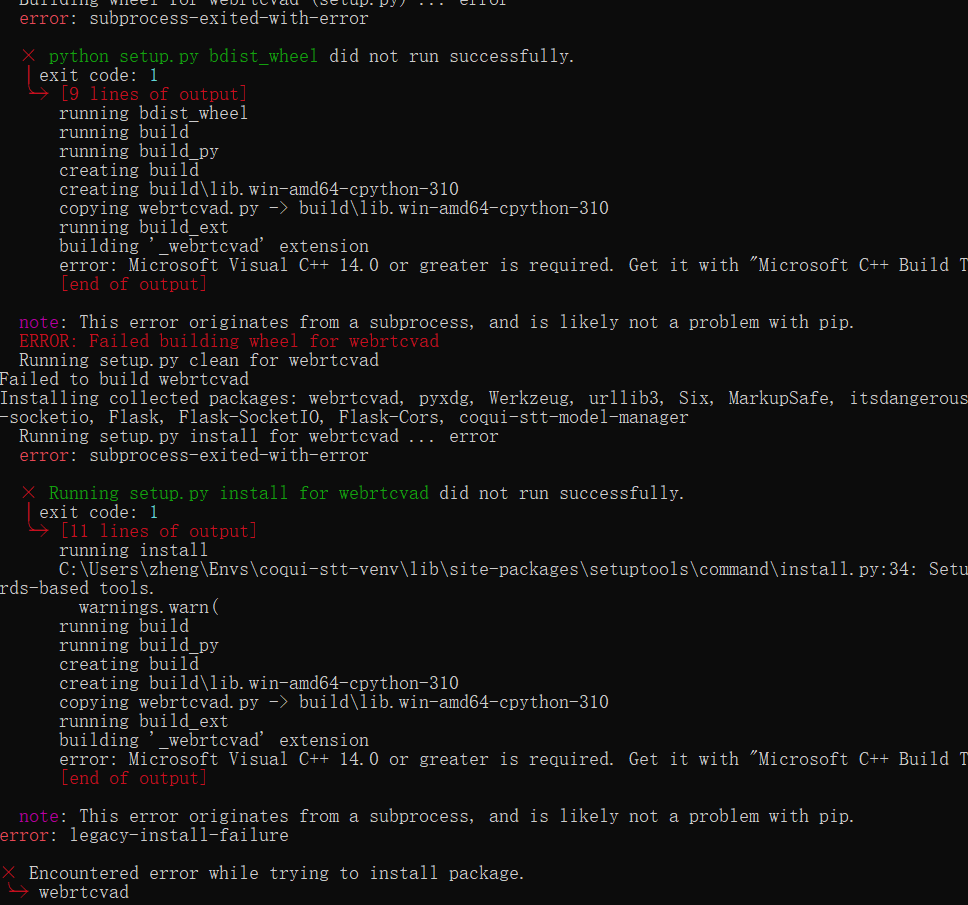 Building wheel for webrtcvad (setup.py) ... error
error: subprocess-exited-with-error
× python setup.py bdist_wheel did not run successfully.
exit code: 1
[9 lines of output]
running bdist_wheel
running build
running build_py
creating build
creating build\lib.win-amd64-cpython-310
copying webrtcvad.py -> build\lib.win-amd64-cpython-310
running build_ext
building '_webrtcvad' extension
error: Microsoft Visual C++ 14.0 or greater is required. Get it with "Microsoft C++ Build T
[end of output]
note: This error originates from a subprocess, and is likely not a problem with pip.
ERROR: Failed building wheel for webrtcvad
Running setup.py clean for webrtcvad
Failed to build webrtcvad
Installing collected packages: webrtcvad, pyxdg, Werkzeug, urllib3, Six, MarkupSafe, itsdangerous
-socketio, Flask, Flask-SocketIO, Flask-Cors, coqui-stt-model-manager
Running setup.py install for webrtcvad ... error
error: subprocess-exited-with-error
× Running setup.py install for webrtcvad did not run successfully.
exit code: 1
[11 lines of output]
running install
C:\Users\zheng\Envs\coqui-stt-venv\lib\site-packages\setuptools\command\install.py:34: Setu
rds-based tools.
warnings.warn(
running build
running build_py
creating build
creating build\lib.win-amd64-cpython-310
copying webrtcvad.py -> build\lib.win-amd64-cpython-310
running build_ext
building '_webrtcvad' extension
error: Microsoft Visual C++ 14.0 or greater is required. Get it with "Microsoft C++ Build T
[end of output]
note: This error originates from a subprocess, and is likely not a problem with pip.
error: legacy-install-failure
× Encountered error while trying to install package.
webrtcvad